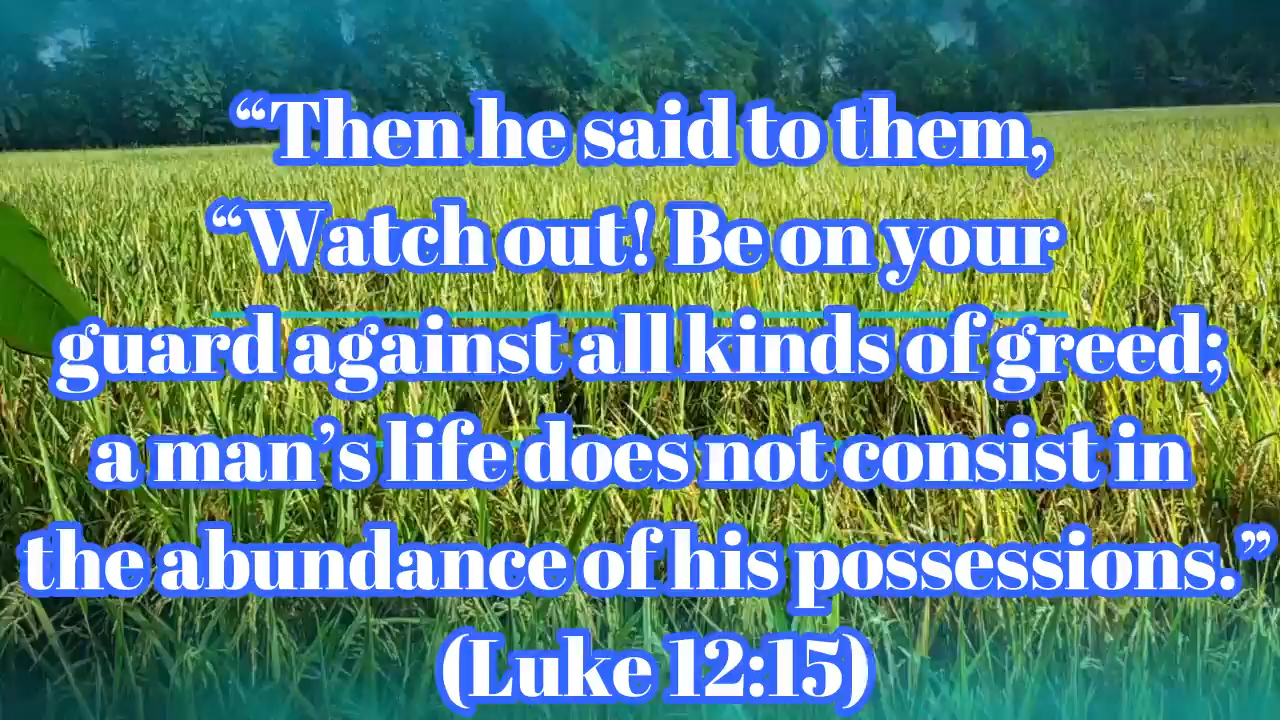 “Then he said to them,
“Watch out! Be on your
guard against all kinds of greed;
a man’s life does not consist in
the abundance of his possessions.”
(Luke 12:15)